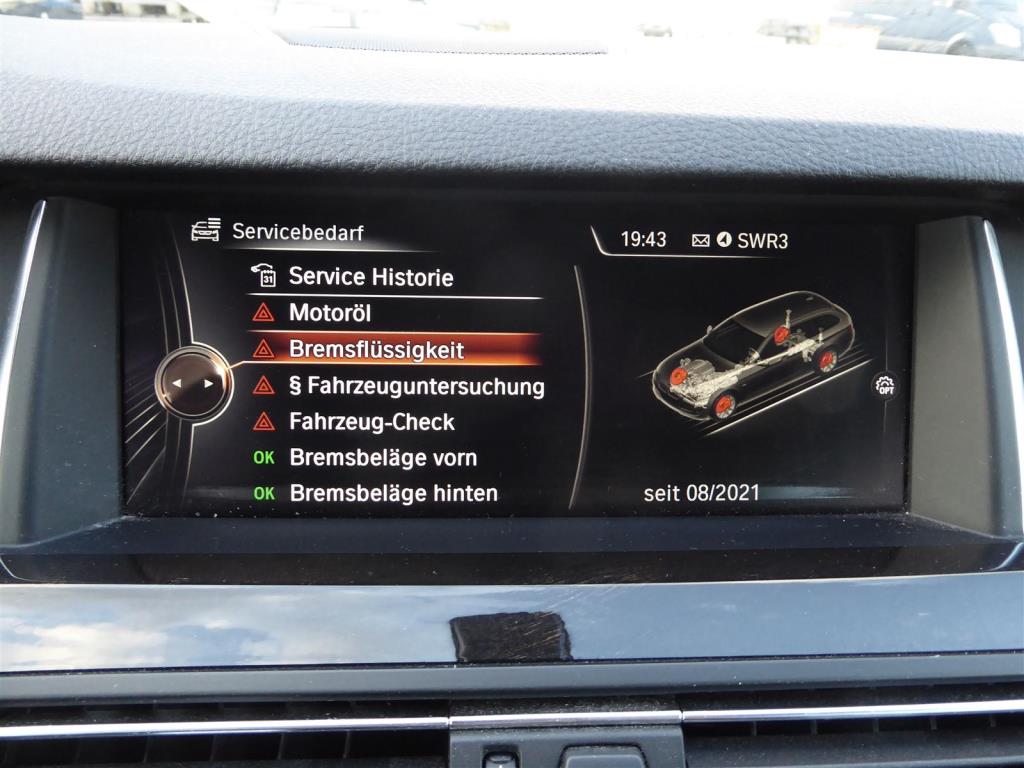 Servicebedarf
19:43 SWR3
31 Service Historie
Motoröl
Bremsflüssigkeit
§ Fahrzeuguntersuchung
Fahrzeug-Check
OK Bremsbeläge vorn
OK Bremsbeläge hinten
OPT
seit 08/2021